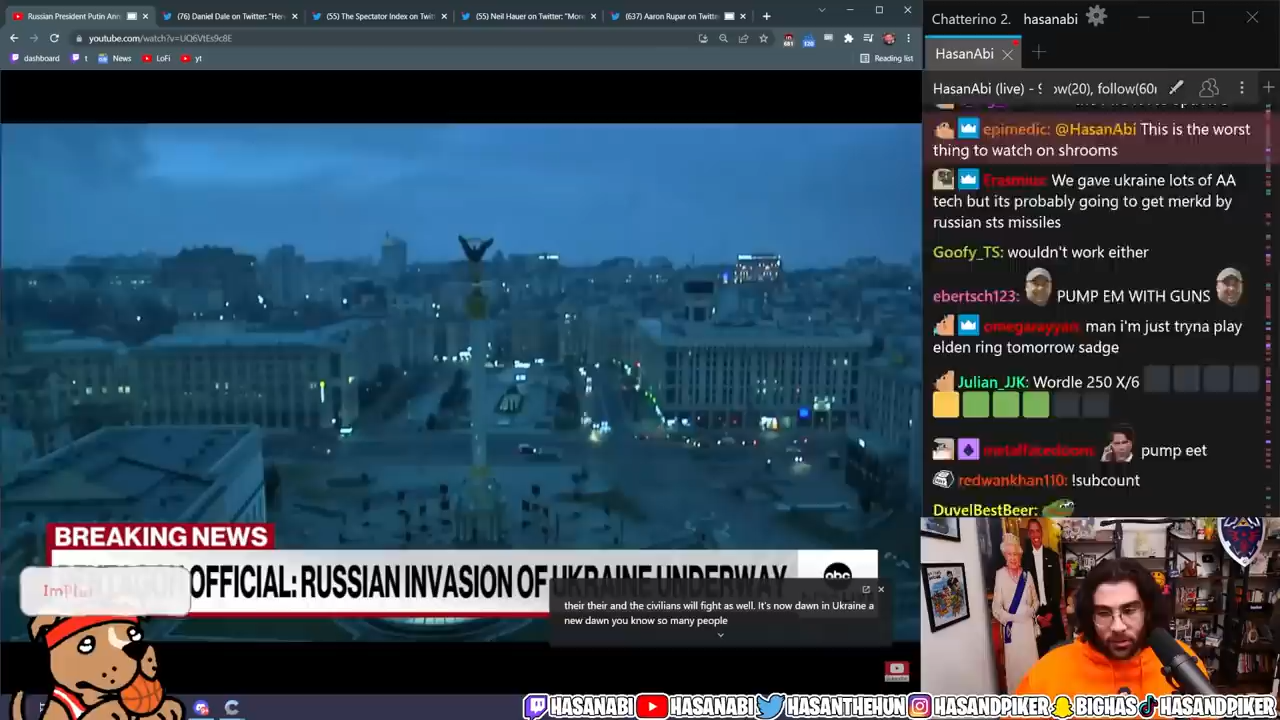 Russian President Putin Ann
(76) Daniel Dale on Twitter: "Her
(55) The Spectator Index on Twit
(55) Neil Hauer on Twitter: "More
(637) Aaron Rupar on Twitte
youtube.com/watch?v=UQ6VtEs9c8E
dashboard
t
News
LoFi
yt
Reading list
BREAKING NEWS
OFFICIAL: RUSSIAN INVASION OF UKRAINE UNDERWAY
abc
their their and the civilians will fight as well. It's now dawn in Ukraine a
new dawn you know so many people
Chatterino 2.
hasanabi
HasanAbi
HasanAbi (live) -
ow(20), follow(60
epimedic: @HasanAbi This is the worst
thing to watch on shrooms
Erasmius: We gave ukraine lots of AA
tech but its probably going to get merkd by
russian sts missiles
Goofy_TS: wouldn't work either
ebertsch123: PUMP EM WITH GUNS
omegarayyan: man i'm just tryna play
elden ring tomorrow sadge
Julian_JJK: Wordle 250 X/6
metalfacedoom: pump eet
redwankhan110: !subcount
DuvelBestBeer:
HASANABI
HASANABI
HASANTHEHUN
HASANDPIKER
BIGHAS
HASANDPIKER